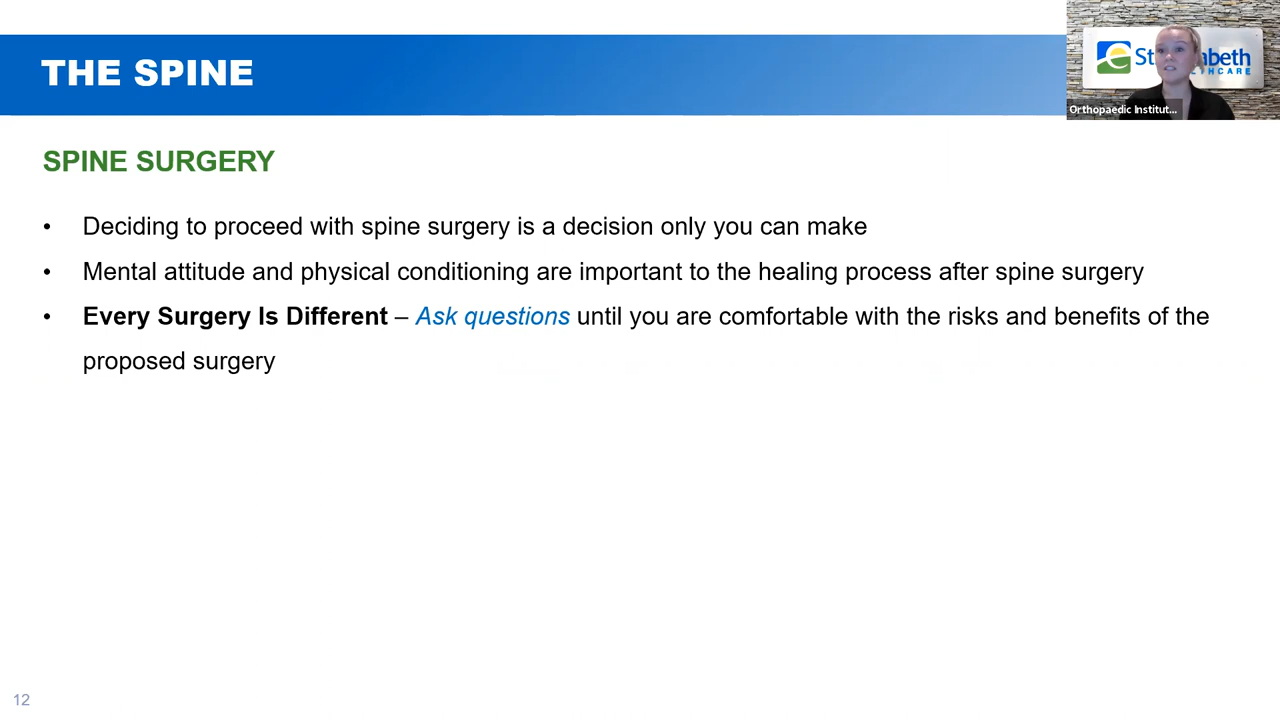 THE SPINE
Orthopaedic Institut...
SPINE SURGERY
• Deciding to proceed with spine surgery is a decision only you can make
• Mental attitude and physical conditioning are important to the healing process after spine surgery
• Every Surgery Is Different – Ask questions until you are comfortable with the risks and benefits of the
proposed surgery
12